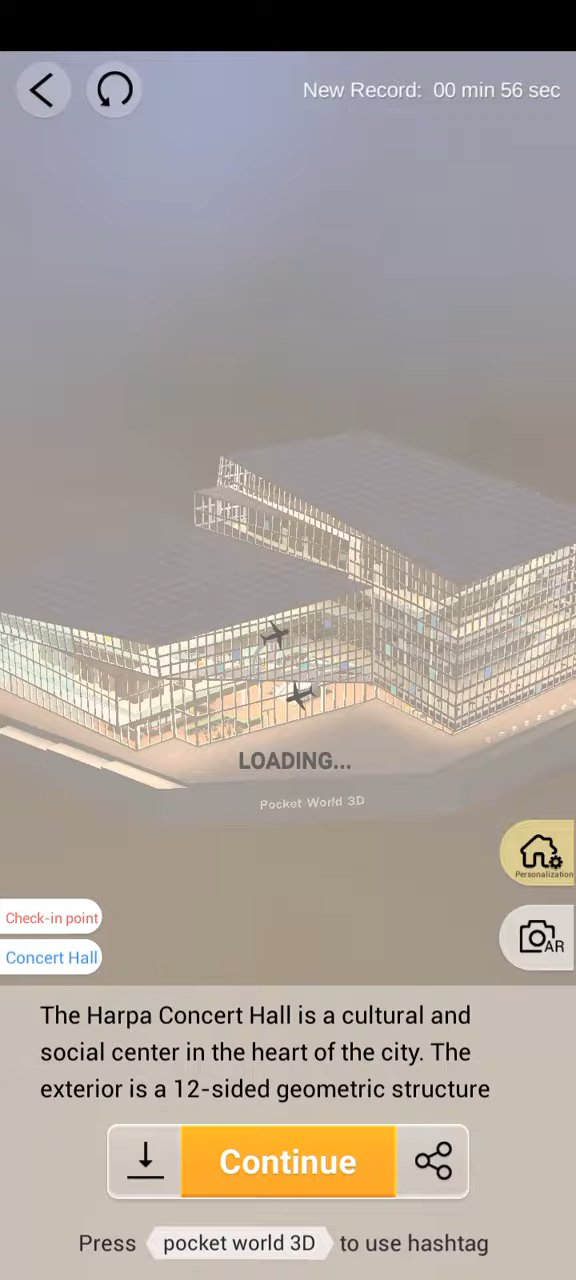 New Record: 00 min 56 sec
LOADING...
Pocket World 3D
Personalization
AR
Check-in point
Concert Hall
The Harpa Concert Hall is a cultural and
social center in the heart of the city. The
exterior is a 12-sided geometric structure
Continue
Press pocket world 3D to use hashtag